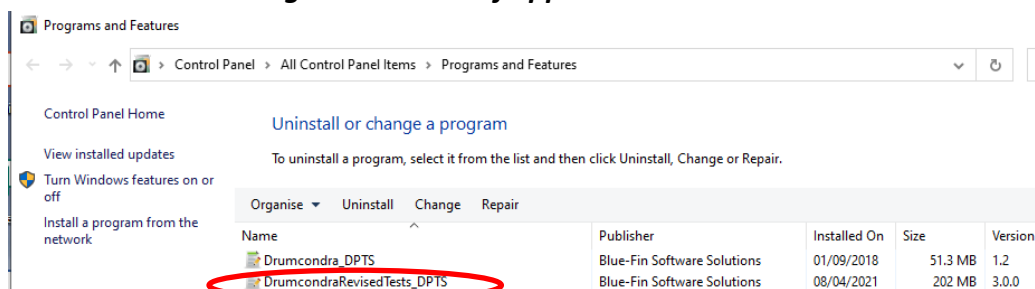 Programs and Features
Control Panel > All Control Panel Items > Programs and Features
Control Panel Home
Uninstall or change a program
View installed updates
To uninstall a program, select it from the list and then click Uninstall, Change or Repair.
Turn Windows features on or
off
Organise Uninstall Change Repair
Install a program from the
network
Name Publisher Installed On Size Version
Drumcondra_DPTS Blue-Fin Software Solutions 01/09/2018 51.3 MB 1.2
DrumcondraRevisedTests_DPTS Blue-Fin Software Solutions 08/04/2021 202 MB 3.0.0